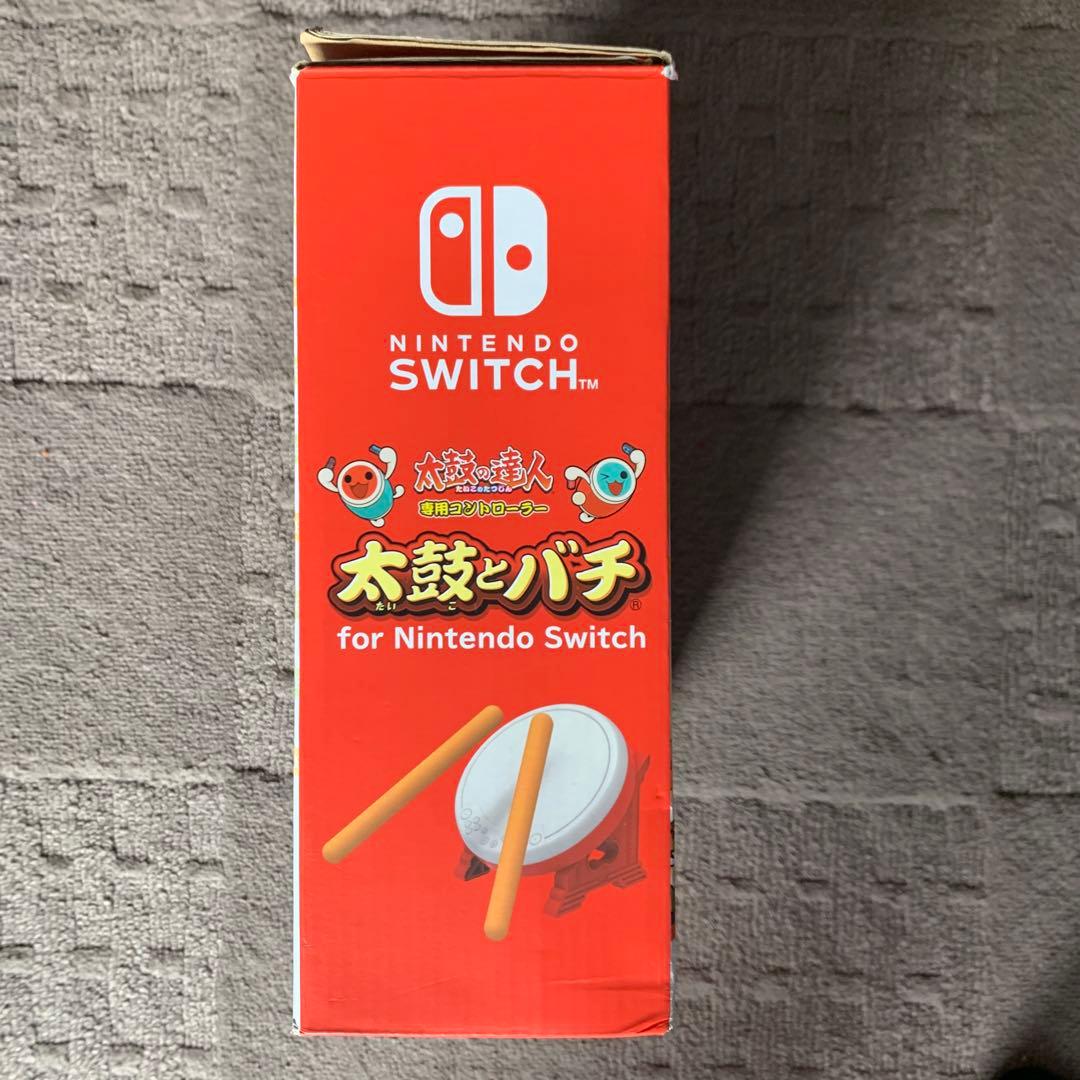 NINTENDO
SWITCH™
太鼓の達人
たいこのたつじん
専用コントローラー
太鼓とバチ®
たい こ
for Nintendo Switch